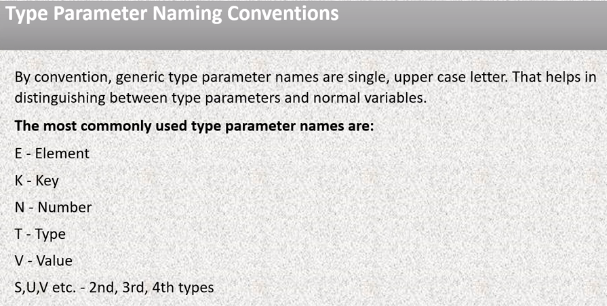 Type Parameter Naming Conventions
By convention, generic type parameter names are single, upper case letter. That helps in
distinguishing between type parameters and normal variables.
The most commonly used type parameter names are:
E - Element
K - Key
N - Number
T - Type
V - Value
S,U,V etc. - 2nd, 3rd, 4th types